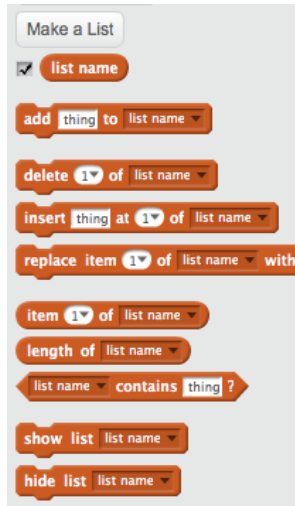 Make a List
list name
add thing to list name
delete 1 of list name
insert thing at 1 of list name
replace item 1 of list name with
item 1 of list name
length of list name
list name contains thing ?
show list list name
hide list list name